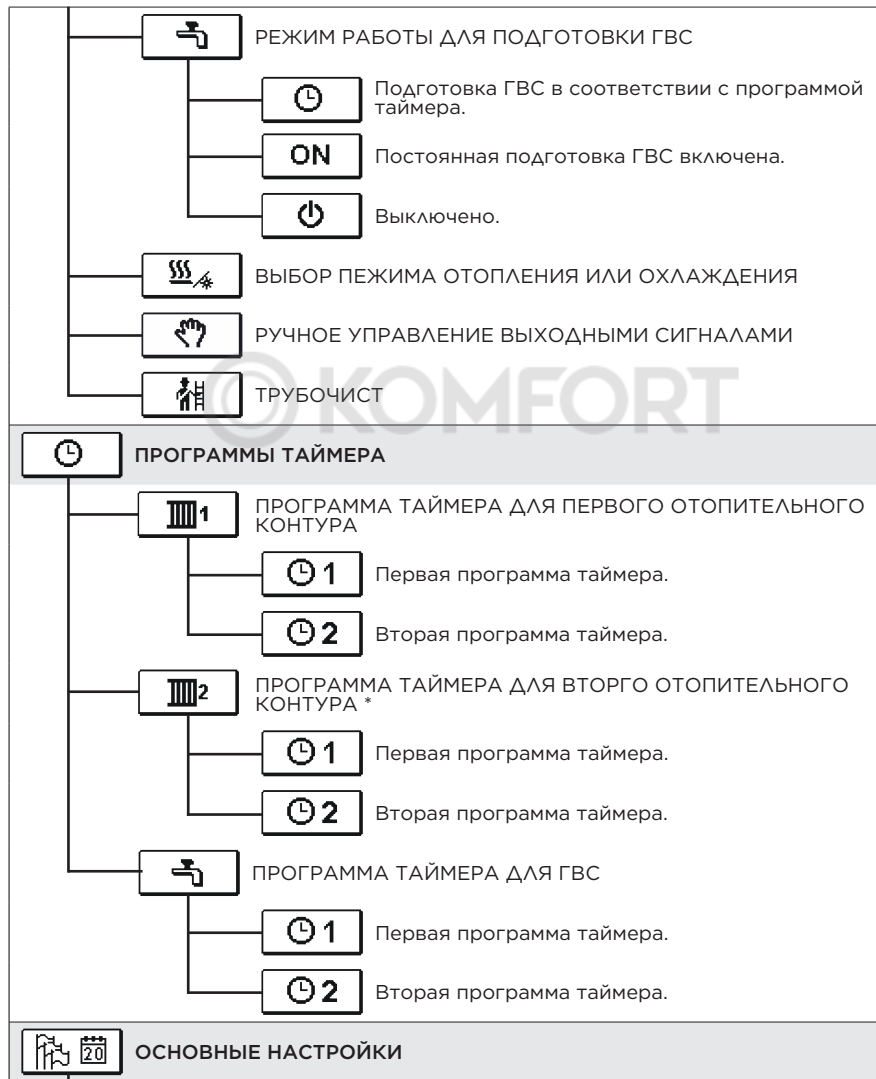 РЕЖИМ РАБОТЫ ДЛЯ ПОДГОТОВКИ ГВС
Подготовка ГВС в соответствии с программой
таймера.
ON
Постоянная подготовка ГВС включена.
Выключено.
ВЫБОР ПЕЖИМА ОТОПЛЕНИЯ ИЛИ ОХЛАЖДЕНИЯ
РУЧНОЕ УПРАВЛЕНИЕ ВЫХОДНЫМИ СИГНАЛАМИ
ТРУБОЧИСТ
KOMFORT
ПРОГРАММЫ ТАЙМЕРА
1
ПРОГРАММА ТАЙМЕРА ДЛЯ ПЕРВОГО ОТОПИТЕЛЬНОГО
КОНТУРА
1
Первая программа таймера.
2
Вторая программа таймера.
2
ПРОГРАММА ТАЙМЕРА ДЛЯ ВТОРГО ОТОПИТЕЛЬНОГО
КОНТУРА *
1
Первая программа таймера.
2
Вторая программа таймера.
ПРОГРАММА ТАЙМЕРА ДЛЯ ГВС
1
Первая программа таймера.
2
Вторая программа таймера.
20
ОСНОВНЫЕ НАСТРОЙКИ